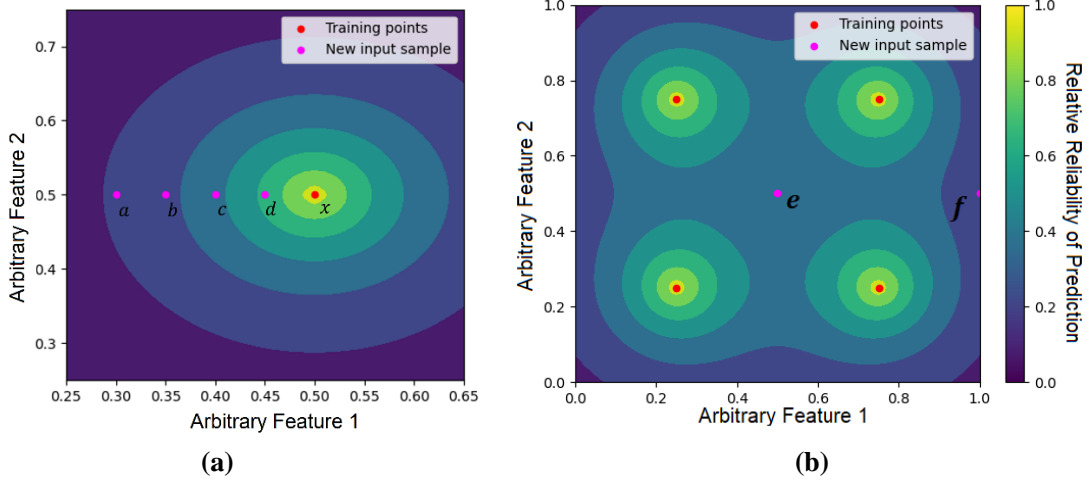 Training points
New input sample
0.7
0.6
0.5
0.4
0.3
Arbitrary Feature 2
a
b
c
d
x
0.25
0.30
0.35
0.40
0.45
0.50
0.55
0.60
0.65
Arbitrary Feature 1
(a)
Training points
New input sample
1.0
0.8
0.6
0.4
0.2
0.0
Arbitrary Feature 2
e
f
0.0
0.2
0.4
0.6
0.8
1.0
Arbitrary Feature 1
(b)
1.0
0.8
0.6
0.4
0.2
0.0
Relative Reliability of Prediction